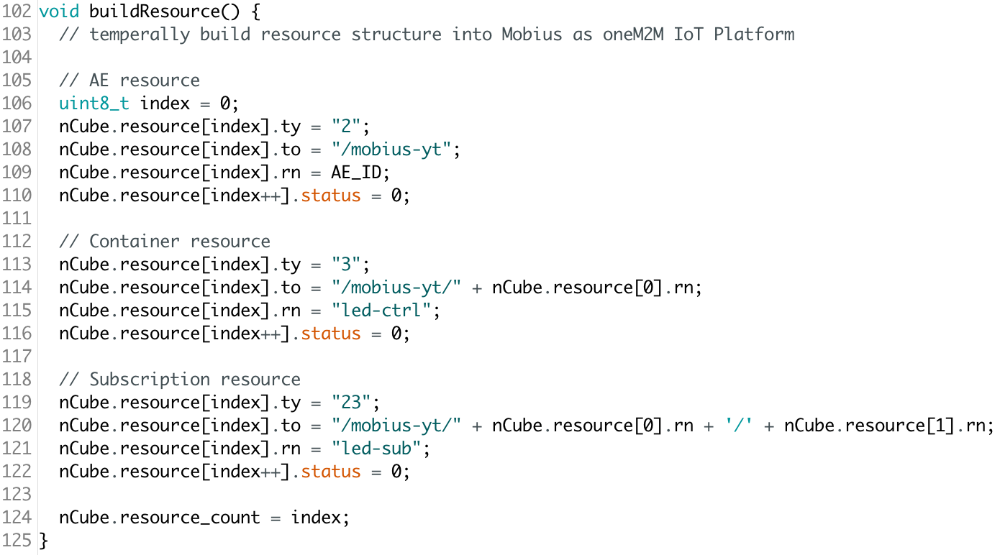 102 void buildResource() {
103   // temperally build resource structure into Mobius as oneM2M IoT Platform
104
105   // AE resource
106   uint8_t index = 0;
107   nCube.resource[index].ty = "2";
108   nCube.resource[index].to = "/mobius-yt";
109   nCube.resource[index].rn = AE_ID;
110   nCube.resource[index++].status = 0;
111
112   // Container resource
113   nCube.resource[index].ty = "3";
114   nCube.resource[index].to = "/mobius-yt/" + nCube.resource[0].rn;
115   nCube.resource[index].rn = "led-ctrl";
116   nCube.resource[index++].status = 0;
117
118   // Subscription resource
119   nCube.resource[index].ty = "23";
120   nCube.resource[index].to = "/mobius-yt/" + nCube.resource[0].rn + '/' + nCube.resource[1].rn;
121   nCube.resource[index].rn = "led-sub";
122   nCube.resource[index++].status = 0;
123
124   nCube.resource_count = index;
125 }